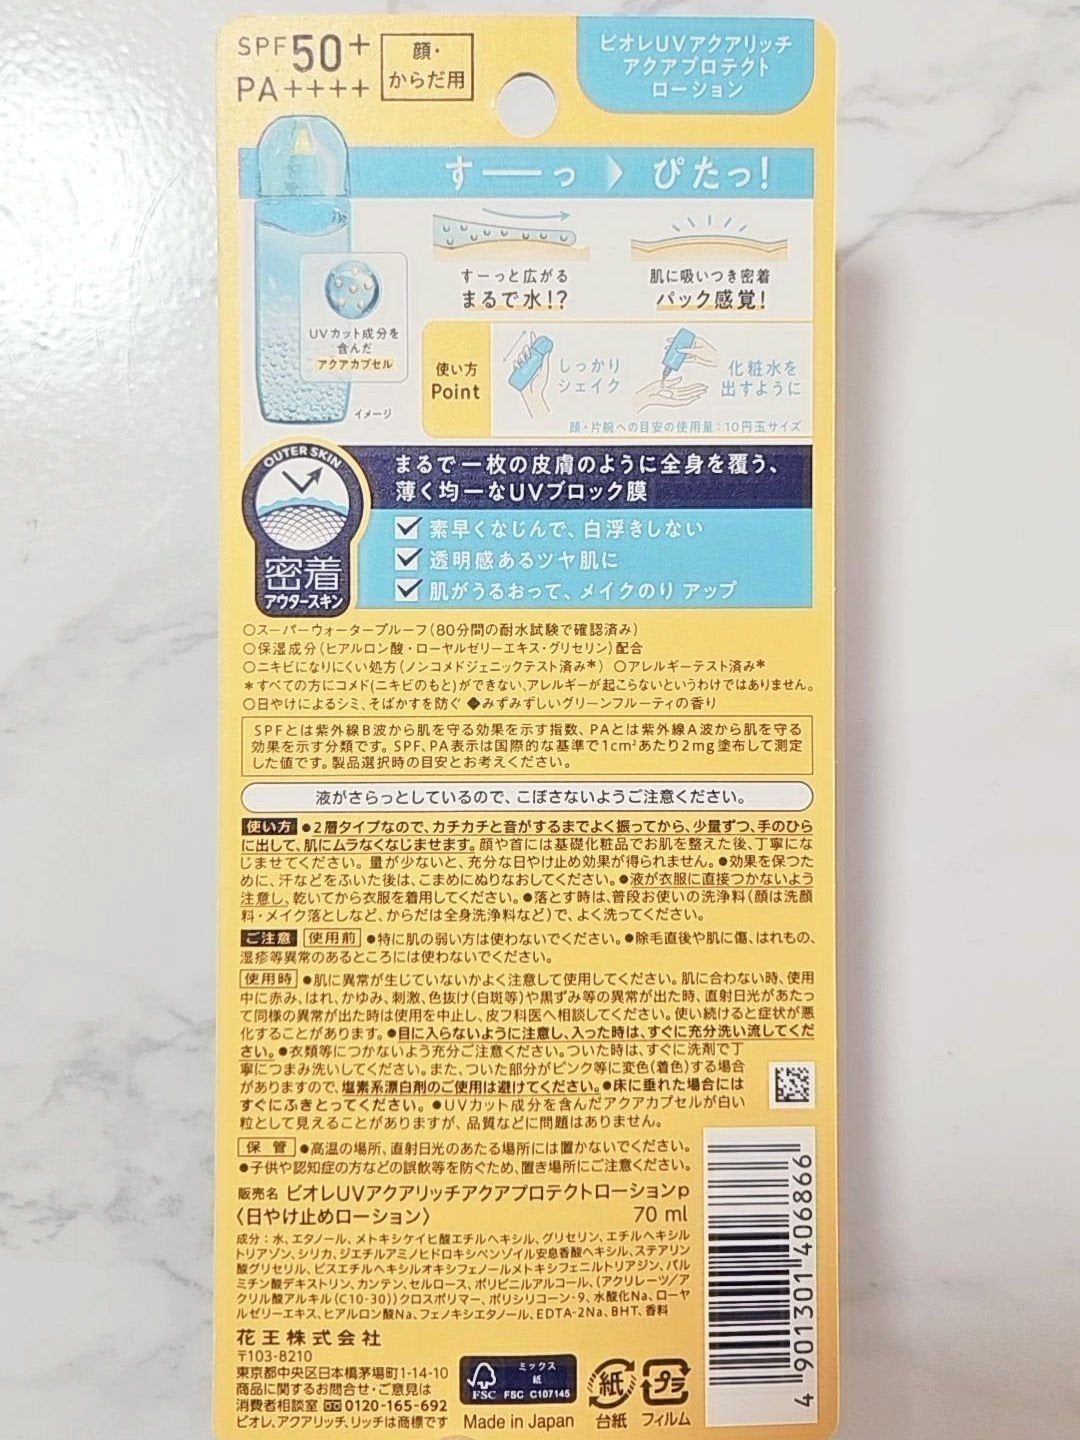 SPF50+
PA++++
顔・
からだ用
ビオレUVアクアリッチ
アクアプロテクト
ローション
すーーっ ぴたっ!
すーっと広がる
まるで水!?
肌に吸いつき密着
パック感覚!
UVカット成分を
含んだ
アクアカプセル
イメージ
使い方
Point
しっかり
シェイク
化粧水を
出すように
顔・片腕への目安の使用量:10円玉サイズ
OUTER SKIN
密着
アウタースキン
まるで一枚の皮膚のように全身を覆う、
薄く均一なUVブロック膜
素早くなじんで、白浮きしない
透明感あるツヤ肌に
肌がうるおって、メイクのり アップ
○スーパーウォータープルーフ(80分間の耐水試験で確認済み)
○保湿成分(ヒアルロン酸・ローヤルゼリーエキス・グリセリン)配合
○ニキビになりにくい処方(ノンコメドジェニックテスト済み*) ○アレルギーテスト済み*
*すべての方にコメド(ニキビのもと)ができない、アレルギーが起こらないというわけではありません。
○日やけによるシミ、そばかすを防ぐ ◆みずみずしいグリーンフルーティの香り
SPFとは紫外線B波から肌を守る効果を示す指数、PAとは紫外線A波から肌を守る
効果を示す分類です。SPF、PA表示は国際的な基準で1cm²あたり2mg塗布して測定
した値です。製品選択時の目安とお考えください。
液がさらっとしているので、こぼさないようご注意ください。
使い方 ●2層タイプなので、カチカチと音がするまでよく振ってから、少量ずつ、手のひら
に出して、肌にムラなくなじませます。顔や首には基礎化粧品でお肌を整えた後、丁寧にな
じませてください。量が少ないと、充分な日やけ止め効果が得られません。●効果を保つた
めに、汗などをふいた後は、こまめにぬりなおしてください。●液が衣服に直接つかないよう
注意し、乾いてから衣服を着用してください。●落とす時は、普段お使いの洗浄料(顔は洗顔
料・メイク落としなど、からだは全身洗浄料など)で、よく洗ってください。
ご注意 使用前 ●特に肌の弱い方は使わないでください。●除毛直後や肌に傷、はれもの、
湿疹等異常のあるところには使わないでください。
使用時 ●肌に異常が生じていないかよく注意して使用してください。肌に合わない時、使用
中に赤み、はれ、かゆみ、刺激、色抜け(白斑等)や黒ずみ等の異常が出た時、直射日光があたっ
て同様の異常が出た時は使用を中止し、皮フ科医へ相談してください。使い続けると症状が悪
化することがあります。●目に入らないように注意し、入った時は、すぐに充分洗い流してくだ
さい。●衣類等につかないよう充分ご注意ください。ついた時は、すぐに洗剤で丁
寧につまみ洗いしてください。また、ついた部分がピンク等に変色(着色)する場合
がありますので、塩素系漂白剤のご使用は避けてください。●床に垂れた場合には
すぐにふきとってください。●UVカット成分を含んだアクアカプセルが白い
粒として見えることがありますが、品質などに問題はありません。
保 管 ●高温の場所、直射日光のあたる場所には置かないでください。
●子供や認知症の方などの誤飲等を防ぐため、置き場所にご注意ください。
販売名 ビオレUVアクアリッチアクアプロテクトローションp
〈日やけ止めローション〉 70 ml
成分:水、エタノール、メトキシケイヒ酸エチルヘキシル、グリセリン、エチルヘキシル
トリアゾン、シリカ、ジエチルアミノヒドロキシベンゾイル安息香酸ヘキシル、ステアリン
酸グリセリル、ビスエチルヘキシルオキシフェノールメトキシフェニルトリアジン、パル
ミチン酸デキストリン、カンテン、セルロース、ポリビニルアルコール、(アクリレーツ/ア
クリル酸アルキル(C10-30))クロスポリマー、ポリシリコーン-9、水酸化Na、ローヤ
ルゼリーエキス、ヒアルロン酸Na、フェノキシエタノール、EDTA-2Na、BHT、香料
花王株式会社
〒103-8210
東京都中央区日本橋茅場町1-14-10
商品に関するお問合せ・ご意見は
消費者相談室 0120-165-692
ビオレ、アクアリッチ、リッチは商標です
FSC
ミックス
紙
FSC C107145
Made in Japan
紙
台紙
プラ
フィルム
4 901301 406866